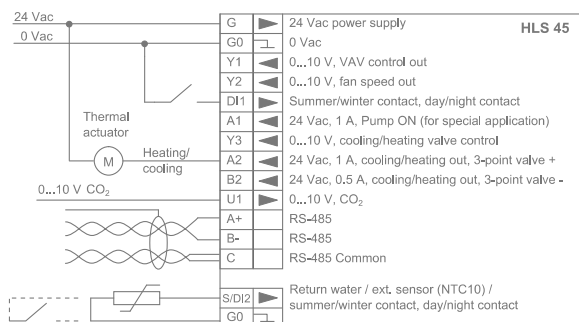 24 Vac G 24 Vac power supply HLS 45
0 Vac G0 0 Vac
Y1 0...10 V, VAV control out
Y2 0...10 V, fan speed out
DI1 Summer/winter contact, day/night contact
A1 24 Vac, 1 A, Pump ON (for special application)
Thermal
actuator
Y3 0...10 V, cooling/heating valve control
M Heating/
cooling
A2 24 Vac, 1 A, cooling/heating out, 3-point valve +
B2 24 Vac, 0.5 A, cooling/heating out, 3-point valve -
0...10 V CO₂ U1 0...10 V, CO₂
A+ RS-485
B- RS-485
C RS-485 Common
S/DI2 Return water / ext. sensor (NTC10) /
summer/winter contact, day/night contact
G0